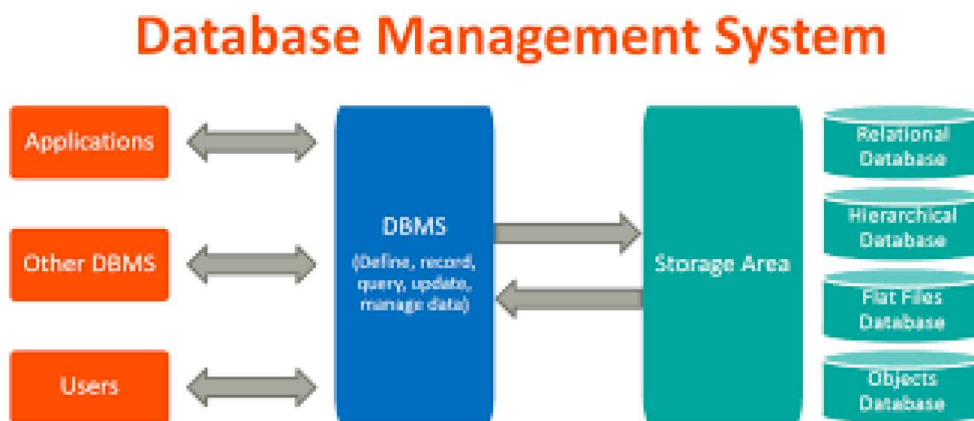 Database Management System
Applications
Other DBMS
Users
DBMS
(Define, record,
query, update,
manage data)
Storage Area
Relational
Database
Hierarchical
Database
Flat Files
Database
Objects
Database